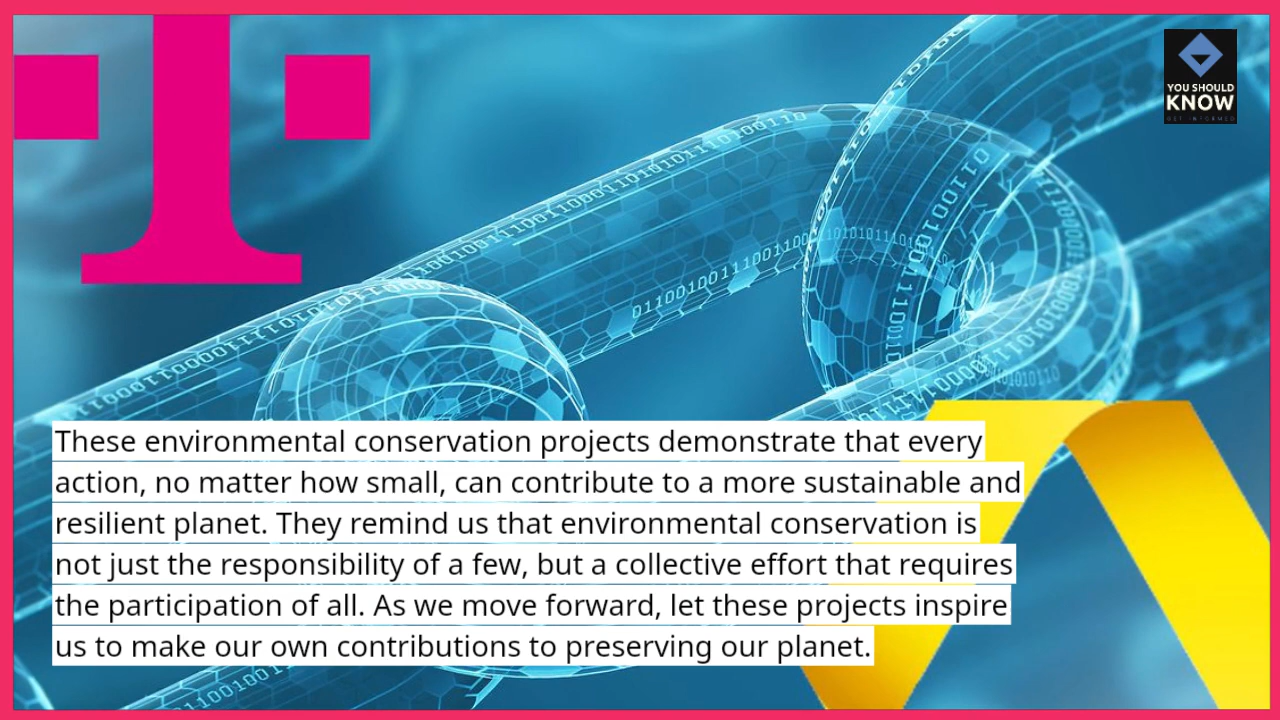 YOU SHOULD
KNOW
GET INFORMED
These environmental conservation projects demonstrate that every
action, no matter how small, can contribute to a more sustainable and
resilient planet. They remind us that environmental conservation is
not just the responsibility of a few, but a collective effort that requires
the participation of all. As we move forward, let these projects inspire
us to make our own contributions to preserving our planet.